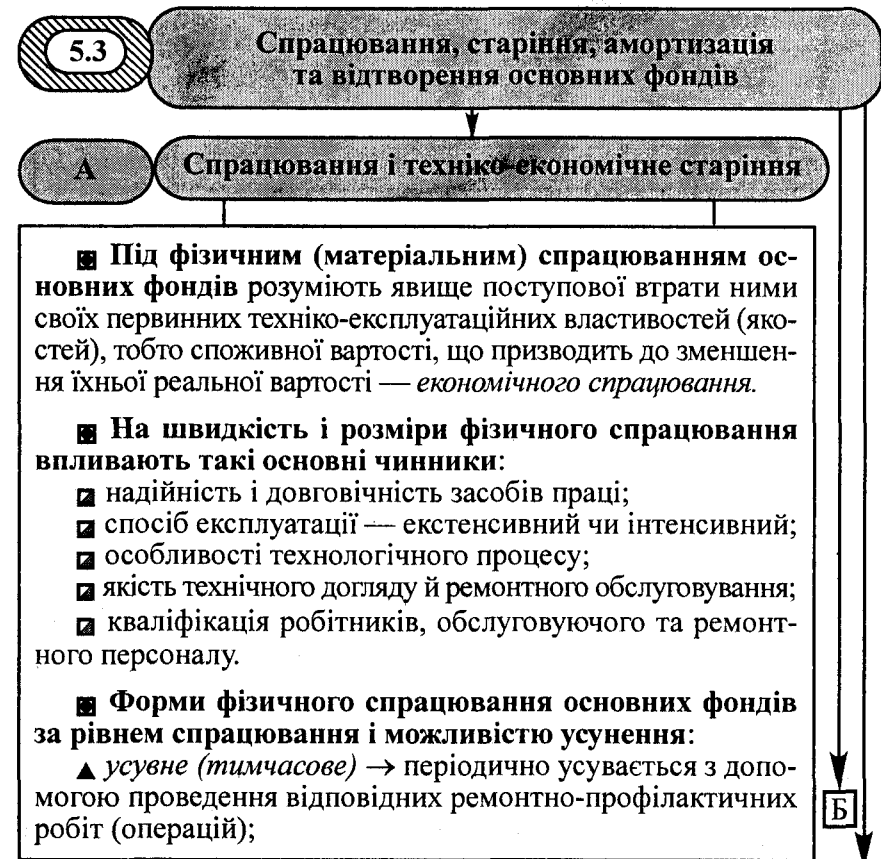 5.3
Спрацювання, старіння, амортизація
та відтворення основних фондів
А
Спрацювання і техніко-економічне старіння
Під фізичним (матеріальним) спрацюванням ос-
новних фондів розуміють явище поступової втрати ними
своїх первинних техніко-експлуатаційних властивостей (яко-
стей), тобто споживної вартості, що призводить до зменшен-
ня їхньої реальної вартості — економічного спрацювання.
На швидкість і розміри фізичного спрацювання
впливають такі основні чинники:
надійність і довговічність засобів праці;
спосіб експлуатації — екстенсивний чи інтенсивний;
особливості технологічного процесу;
якість технічного догляду й ремонтного обслуговування;
кваліфікація робітників, обслуговуючого та ремонт-
ного персоналу.
Форми фізичного спрацювання основних фондів
за рівнем спрацювання і можливістю усунення:
▲ усувне (тимчасове) → періодично усувається з допо-
могою проведення відповідних ремонтно-профілактичних
робіт (операцій);
Б